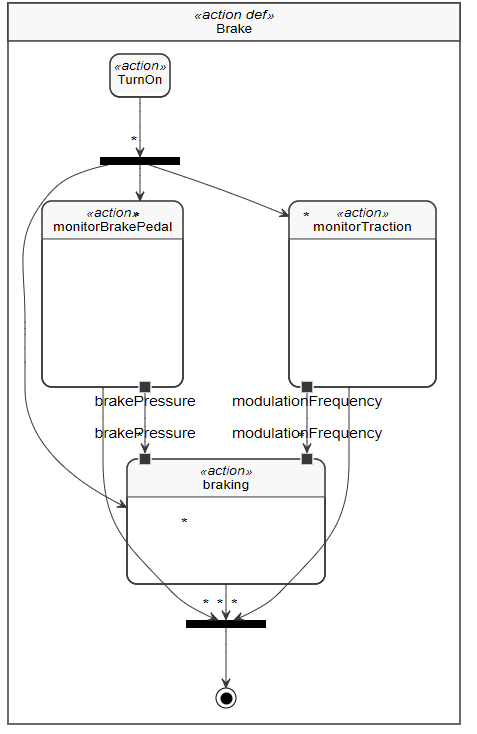 «action def»
Brake
«action»
TurnOn
*
«action»
*
monitorBrakePedal
*
«action»
monitorTraction
brakePressure
modulationFrequency
brakePressure
*
modulationFrequency
*
«action»
braking
*
* * *